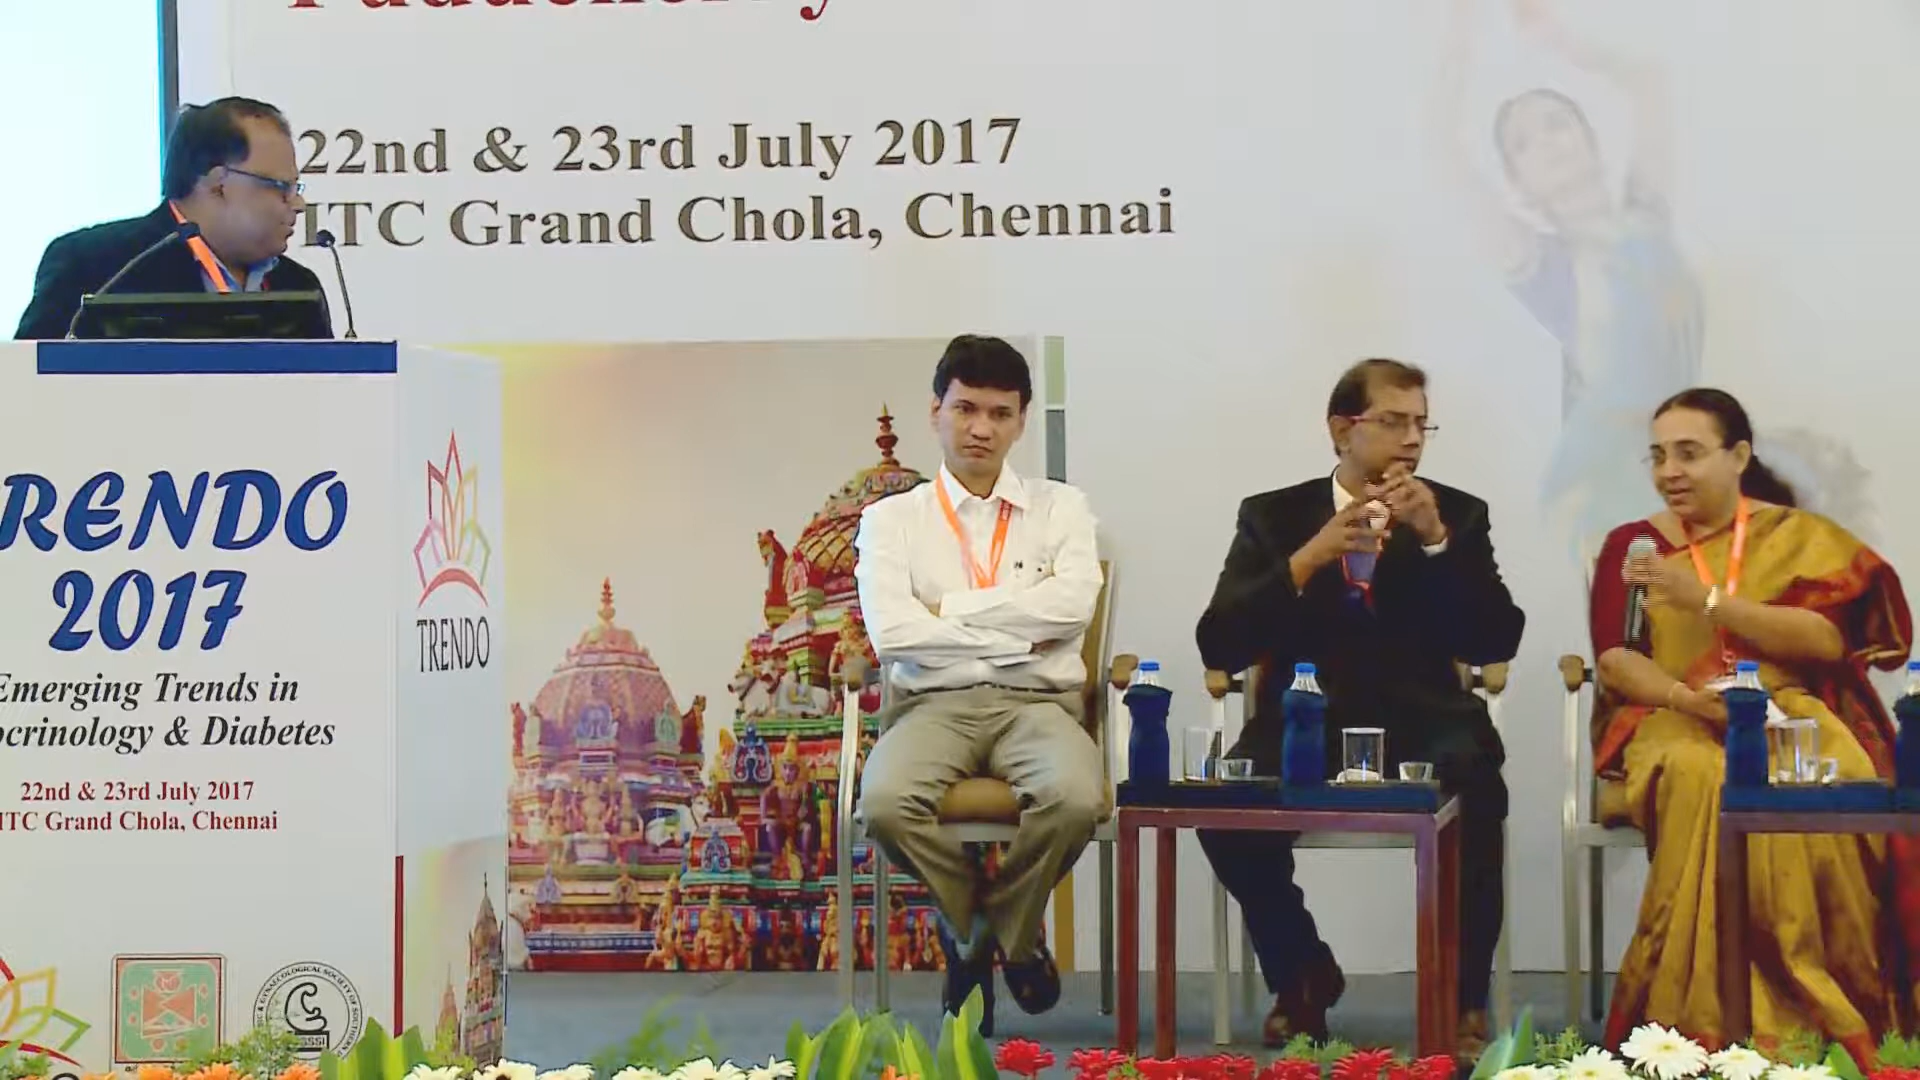 22nd & 23rd July 2017
ITC Grand Chola, Chennai
RENDO
2017
Emerging Trends in
ocrinology & Diabetes
22nd & 23rd July 2017
ITC Grand Chola, Chennai
TRENDO